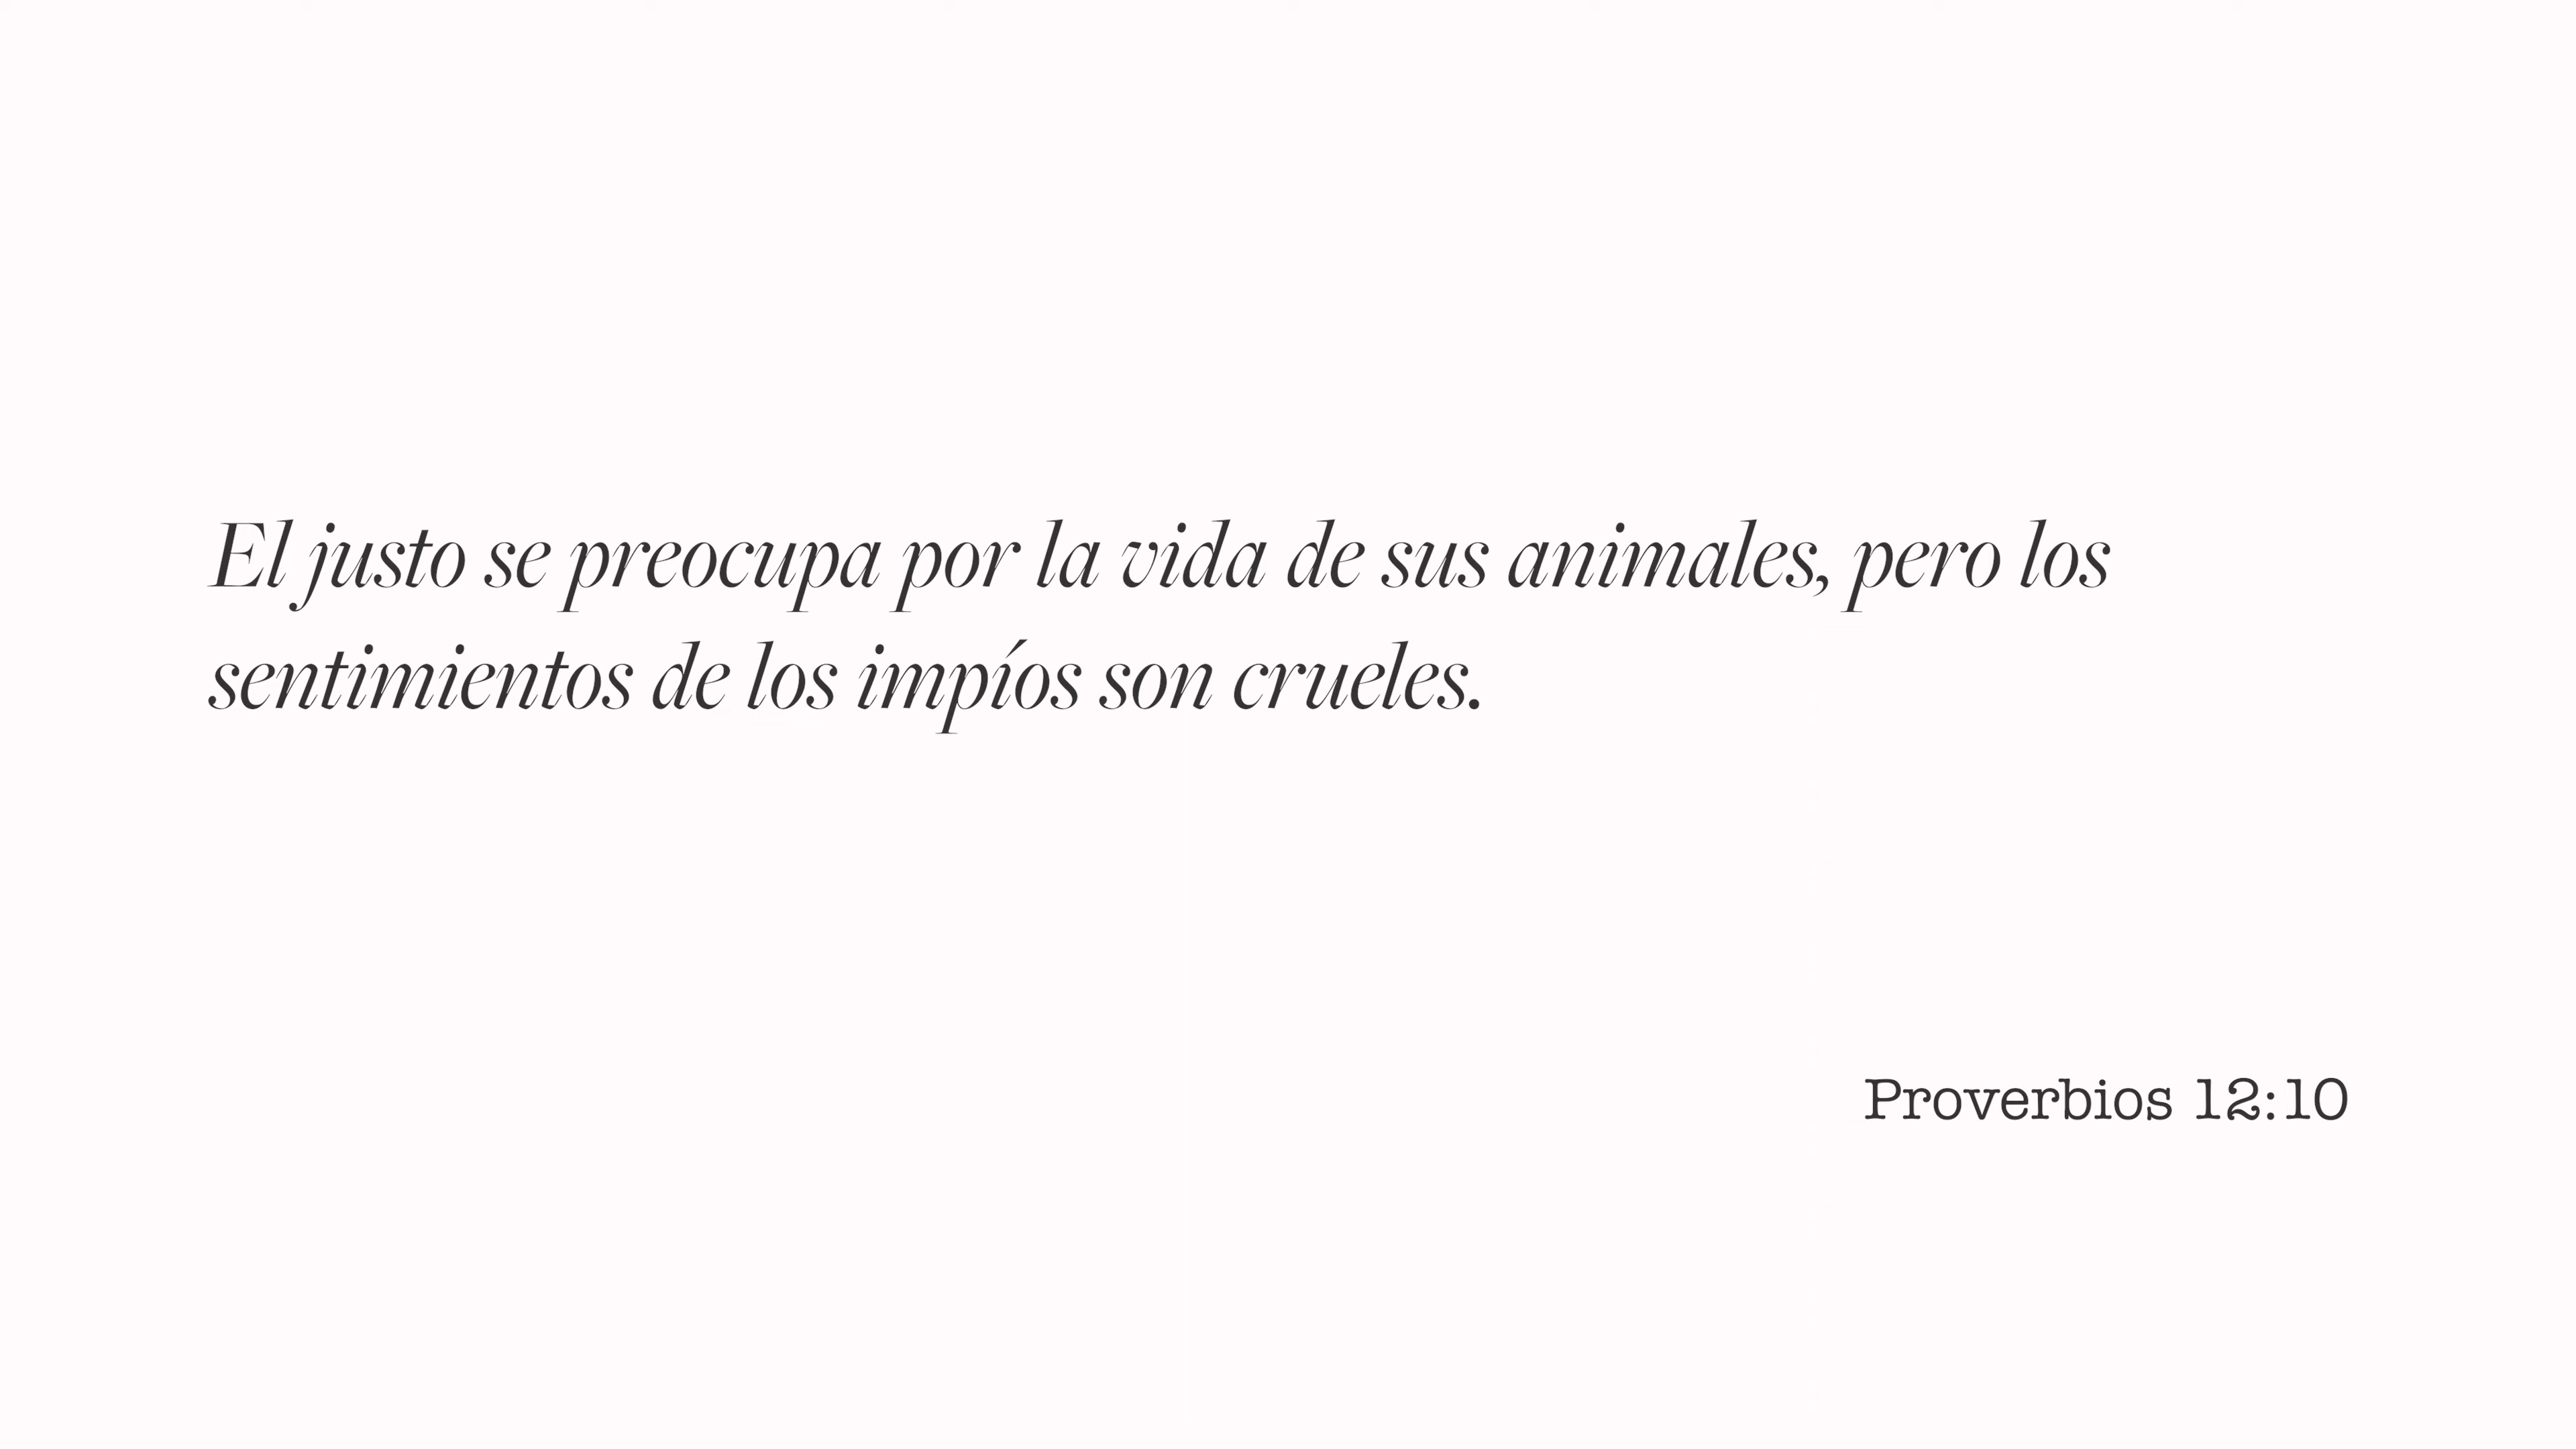 El justo se preocupa por la vida de sus animales, pero los
sentimientos de los impíos son crueles.
Proverbios 12:10